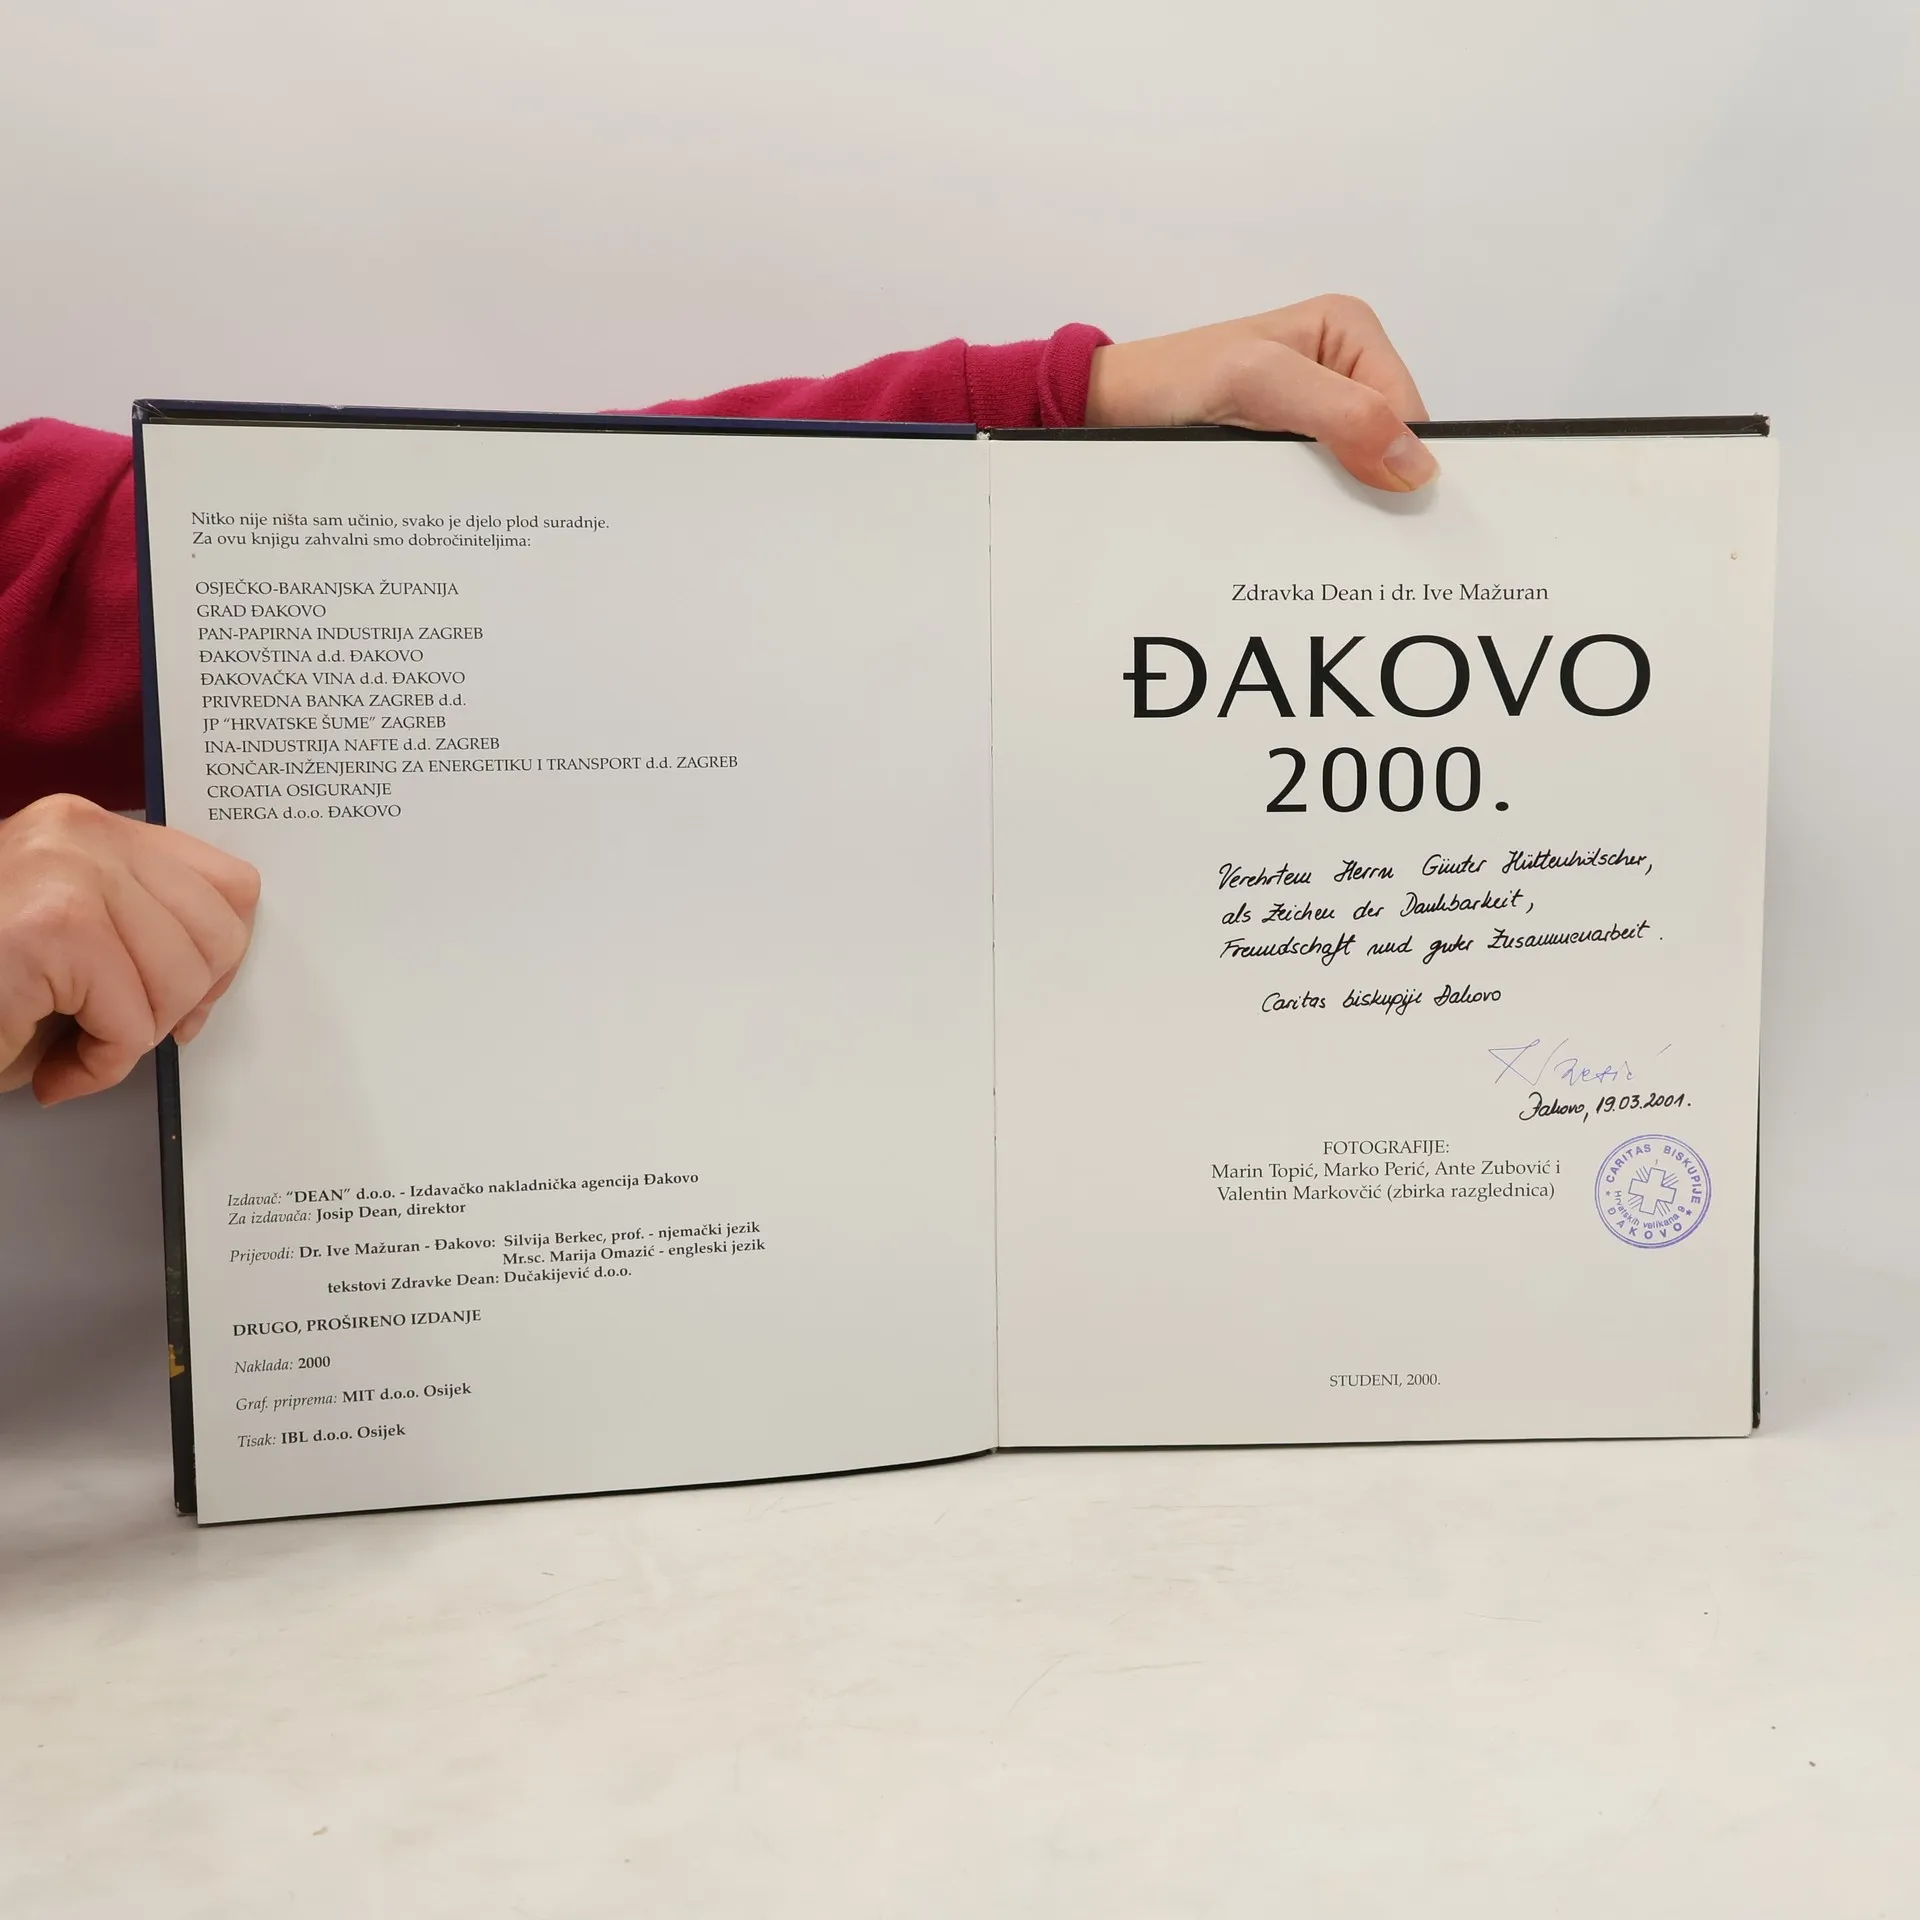 Nitko nije ništa sam učinio, svako je djelo plod suradnje.
Za ovu knjigu zahvalni smo dobročiniteljima:
OSJEČKO-BARANJSKA ŽUPANIJA
GRAD ĐAKOVO
PAN-PAPIRNA INDUSTRIJA ZAGREB
ĐAKOVŠTINA d.d. ĐAKOVO
ĐAKOVAČKA VINA d.d. ĐAKOVO
PRIVREDNA BANKA ZAGREB d.d.
JP “HRVATSKE ŠUME” ZAGREB
INA-INDUSTRIJA NAFTE d.d. ZAGREB
KONČAR-INŽENJERING ZA ENERGETIKU I TRANSPORT d.d. ZAGREB
CROATIA OSIGURANJE
ENERGA d.o.o. ĐAKOVO
Izdavač: “DEAN” d.o.o. - Izdavačko nakladnička agencija Đakovo
Za izdavača: Josip Dean, direktor
Prijevodi: Dr. Ive Mažuran - Đakovo: Silvija Berkec, prof. - njemački jezik
Mr.sc. Marija Omazić - engleski jezik
tekstovi Zdravke Dean: Dučakijević d.o.o.
DRUGO, PROŠIRENO IZDANJE
Naklada: 2000
Graf. priprema: MIT d.o.o. Osijek
Tisak: IBL d.o.o. Osijek
Zdravka Dean i dr. Ive Mažuran
ĐAKOVO
2000.
Verehrtem Herrn Günter Hüttenhölscher,
als Zeichen der Dankbarkeit,
Freundschaft und guter Zusammenarbeit.
Caritas biskupije Đakovo
Đakovo, 19.03.2001.
FOTOGRAFIJE:
Marin Topić, Marko Perić, Ante Zubović i
Valentin Markovčić (zbirka razglednica)
CARITAS BISKUPIJE
Hrvatskih velikana 9
ĐAKOVO
STUDENI, 2000.